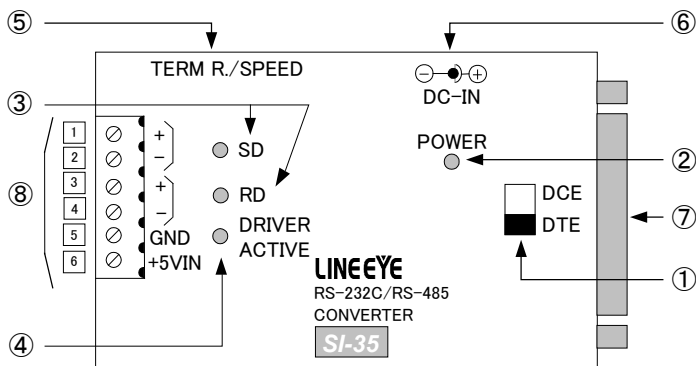 ⑤
⑥
TERM R./SPEED
DC-IN
③
POWER
②
1
2
3
4
5
6
+
−
+
−
GND
+5VIN
SD
RD
DRIVER
ACTIVE
DCE
DTE
⑧
⑦
①
④
LINEEYE
RS-232C/RS-485
CONVERTER
SI-35